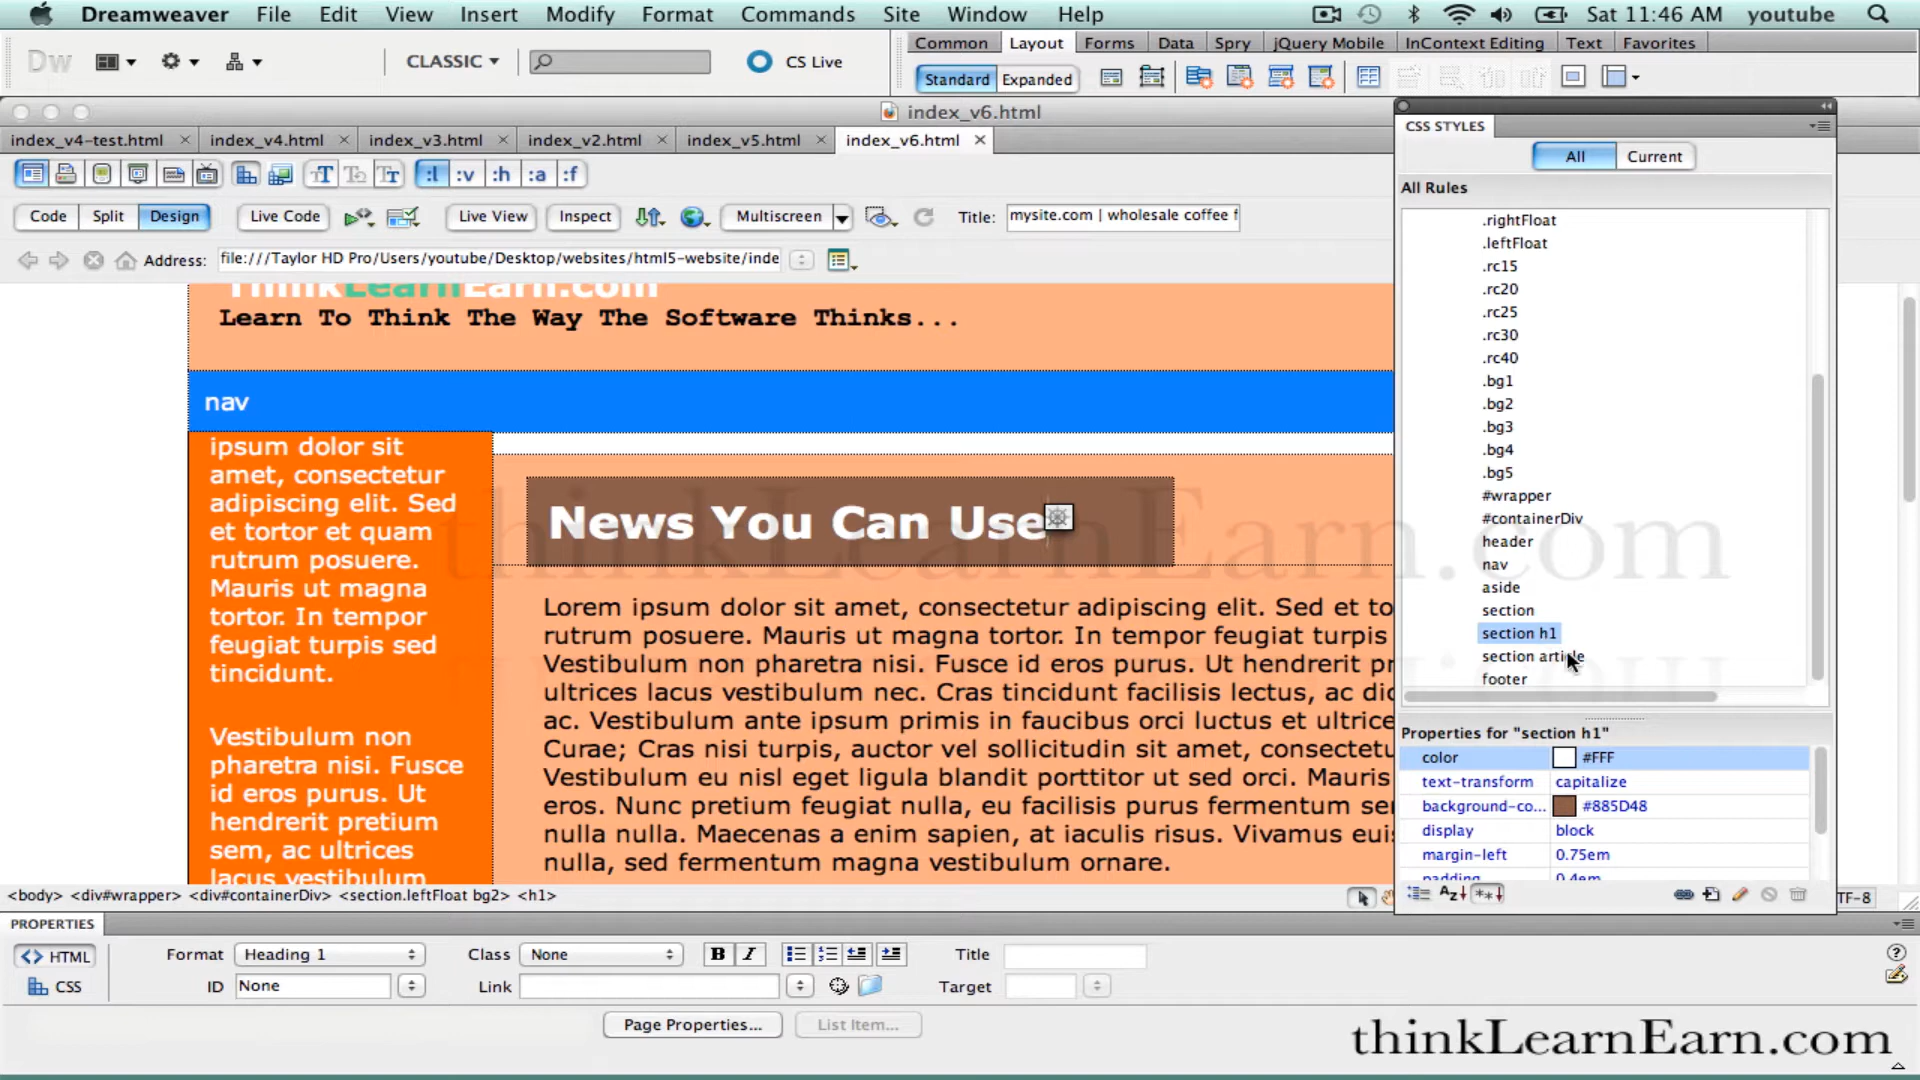 Dreamweaver File Edit View Insert Modify Format Commands Site Window Help Sat 11:46 AM youtube
Dw CLASSIC CS Live
Common Layout Forms Data Spry jQuery Mobile InContext Editing Text Favorites
Standard Expanded
index_v6.html
index_v4-test.html index_v4.html index_v3.html index_v2.html index_v5.html index_v6.html
:l :v :h :a :f
Code Split Design Live Code Live View Inspect Multiscreen Title: mysite.com | wholesale coffee f
Address: file:///Taylor HD Pro/Users/youtube/Desktop/websites/html5-website/inde
ThinkLearnEarn.com
Learn To Think The Way The Software Thinks...
nav
ipsum dolor sit
amet, consectetur
adipiscing elit. Sed
et tortor et quam
rutrum posuere.
Mauris ut magna
tortor. In tempor
feugiat turpis sed
tincidunt.
Vestibulum non
pharetra nisi. Fusce
id eros purus. Ut
hendrerit pretium
sem, ac ultrices
lacus vestibulum
News You Can Use
Lorem ipsum dolor sit amet, consectetur adipiscing elit. Sed et to
rutrum posuere. Mauris ut magna tortor. In tempor feugiat turpis
Vestibulum non pharetra nisi. Fusce id eros purus. Ut hendrerit pr
ultrices lacus vestibulum nec. Cras tincidunt facilisis lectus, ac dic
ac. Vestibulum ante ipsum primis in faucibus orci luctus et ultrice
Curae; Cras nisi turpis, auctor vel sollicitudin sit amet, consectetu
Vestibulum eu nisl eget ligula blandit porttitor ut sed orci. Mauris
eros. Nunc pretium feugiat nulla, eu facilisis purus fermentum ser
nulla nulla. Maecenas a enim sapien, at iaculis risus. Vivamus euis
nulla, sed fermentum magna vestibulum ornare.
thinkLearnEarn.com
CSS STYLES
All Current
All Rules
.rightFloat
.leftFloat
.rc15
.rc20
.rc25
.rc30
.rc40
.bg1
.bg2
.bg3
.bg4
.bg5
#wrapper
#containerDiv
header
nav
aside
section
section h1
section article
footer
Properties for "section h1"
color #FFF
text-transform capitalize
background-co... #885D48
display block
margin-left 0.75em
padding 0.4em
<body> <div#wrapper> <div#containerDiv> <section.leftFloat bg2> <h1> TF-8
PROPERTIES
<> HTML Format Heading 1 Class None B I Title
CSS ID None Link Target
Page Properties... List Item...
thinkLearnEarn.com